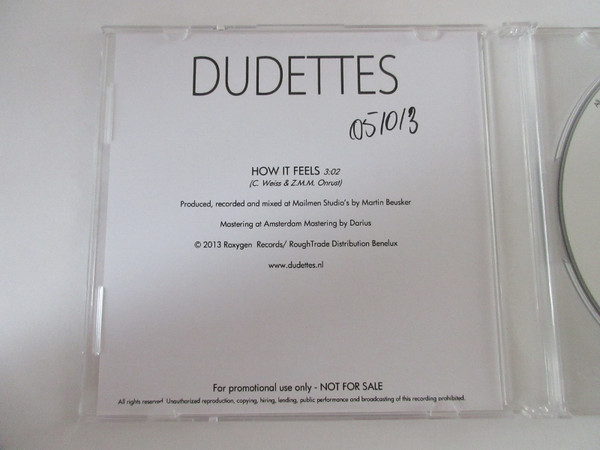 DUDETTES
051013
HOW IT FEELS 3:02
(C. Weiss & Z.M.M. Onrust)
Produced, recorded and mixed at Mailmen Studio's by Martin Beusker
Mastering at Amsterdam Mastering by Darius
© 2013 Roxygen Records/ RoughTrade Distribution Benelux
www.dudettes.nl
For promotional use only - NOT FOR SALE
All rights reserved. Unauthorized reproduction, copying, hiring, lending, public performance and broadcasting of this recording prohibited.